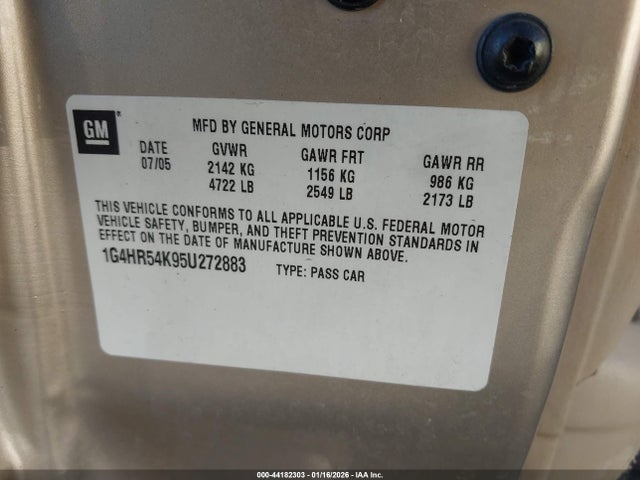 GM
MFD BY GENERAL MOTORS CORP
DATE GVWR GAWR FRT GAWR RR
07/05 2142 KG 1156 KG 986 KG
4722 LB 2549 LB 2173 LB
THIS VEHICLE CONFORMS TO ALL APPLICABLE U.S. FEDERAL MOTOR
VEHICLE SAFETY, BUMPER, AND THEFT PREVENTION STANDARDS IN
EFFECT ON THE DATE OF MANUFACTURE SHOWN ABOVE.
1G4HR54K95U272883 TYPE: PASS CAR
000-44182303 - 01/16/2026 - IAA Inc.